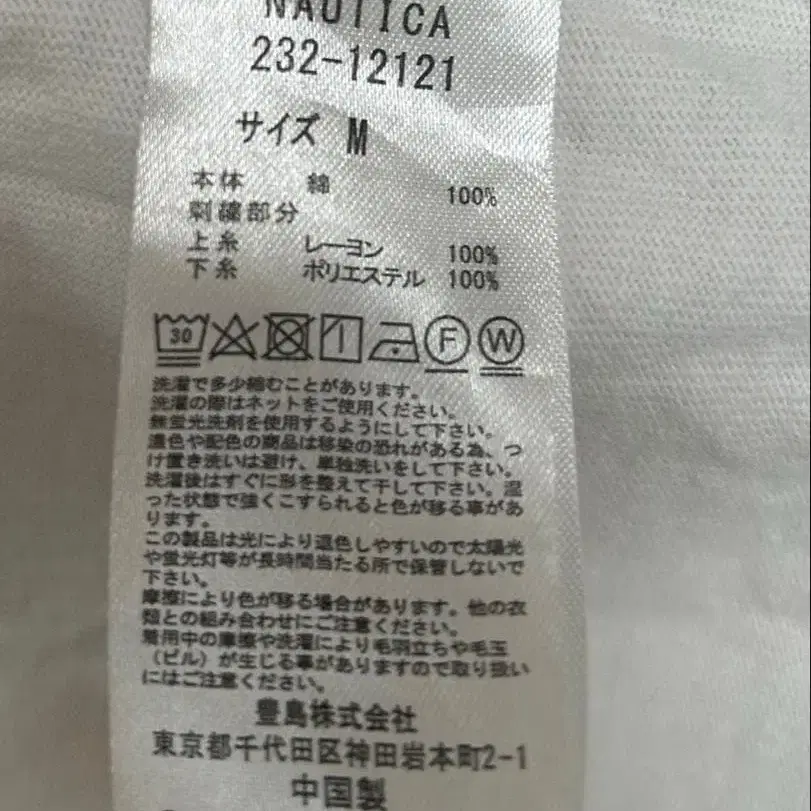 NAUTICA
232-12121
サイズ M
本体 綿 100%
刺繍部分
上糸 レーヨン 100%
下糸 ポリエステル 100%
30 F W
洗濯で多少縮むことがあります。
洗濯の際はネットをご使用ください。
無蛍光洗剤を使用するようにして下さい。
濃色や配色の商品は移染の恐れがある為、つ
け置き洗いは避け、単独洗いをして下さい。
洗濯後はすぐに形を整えて干して下さい。湿
った状態で強くこすられると色が移る事があ
ります。
この製品は光により退色しやすいので太陽光
や蛍光灯等が長時間当たる所で保管しないで
下さい。
摩擦により色が移る場合があります。他の衣
類との組み合わせにご注意ください。
着用中の摩擦や洗濯により毛羽立ちや毛玉
（ピル）が生じる事がありますので取り扱い
にはご注意ください。
豊島株式会社
東京都千代田区神田岩本町2-1
中国製